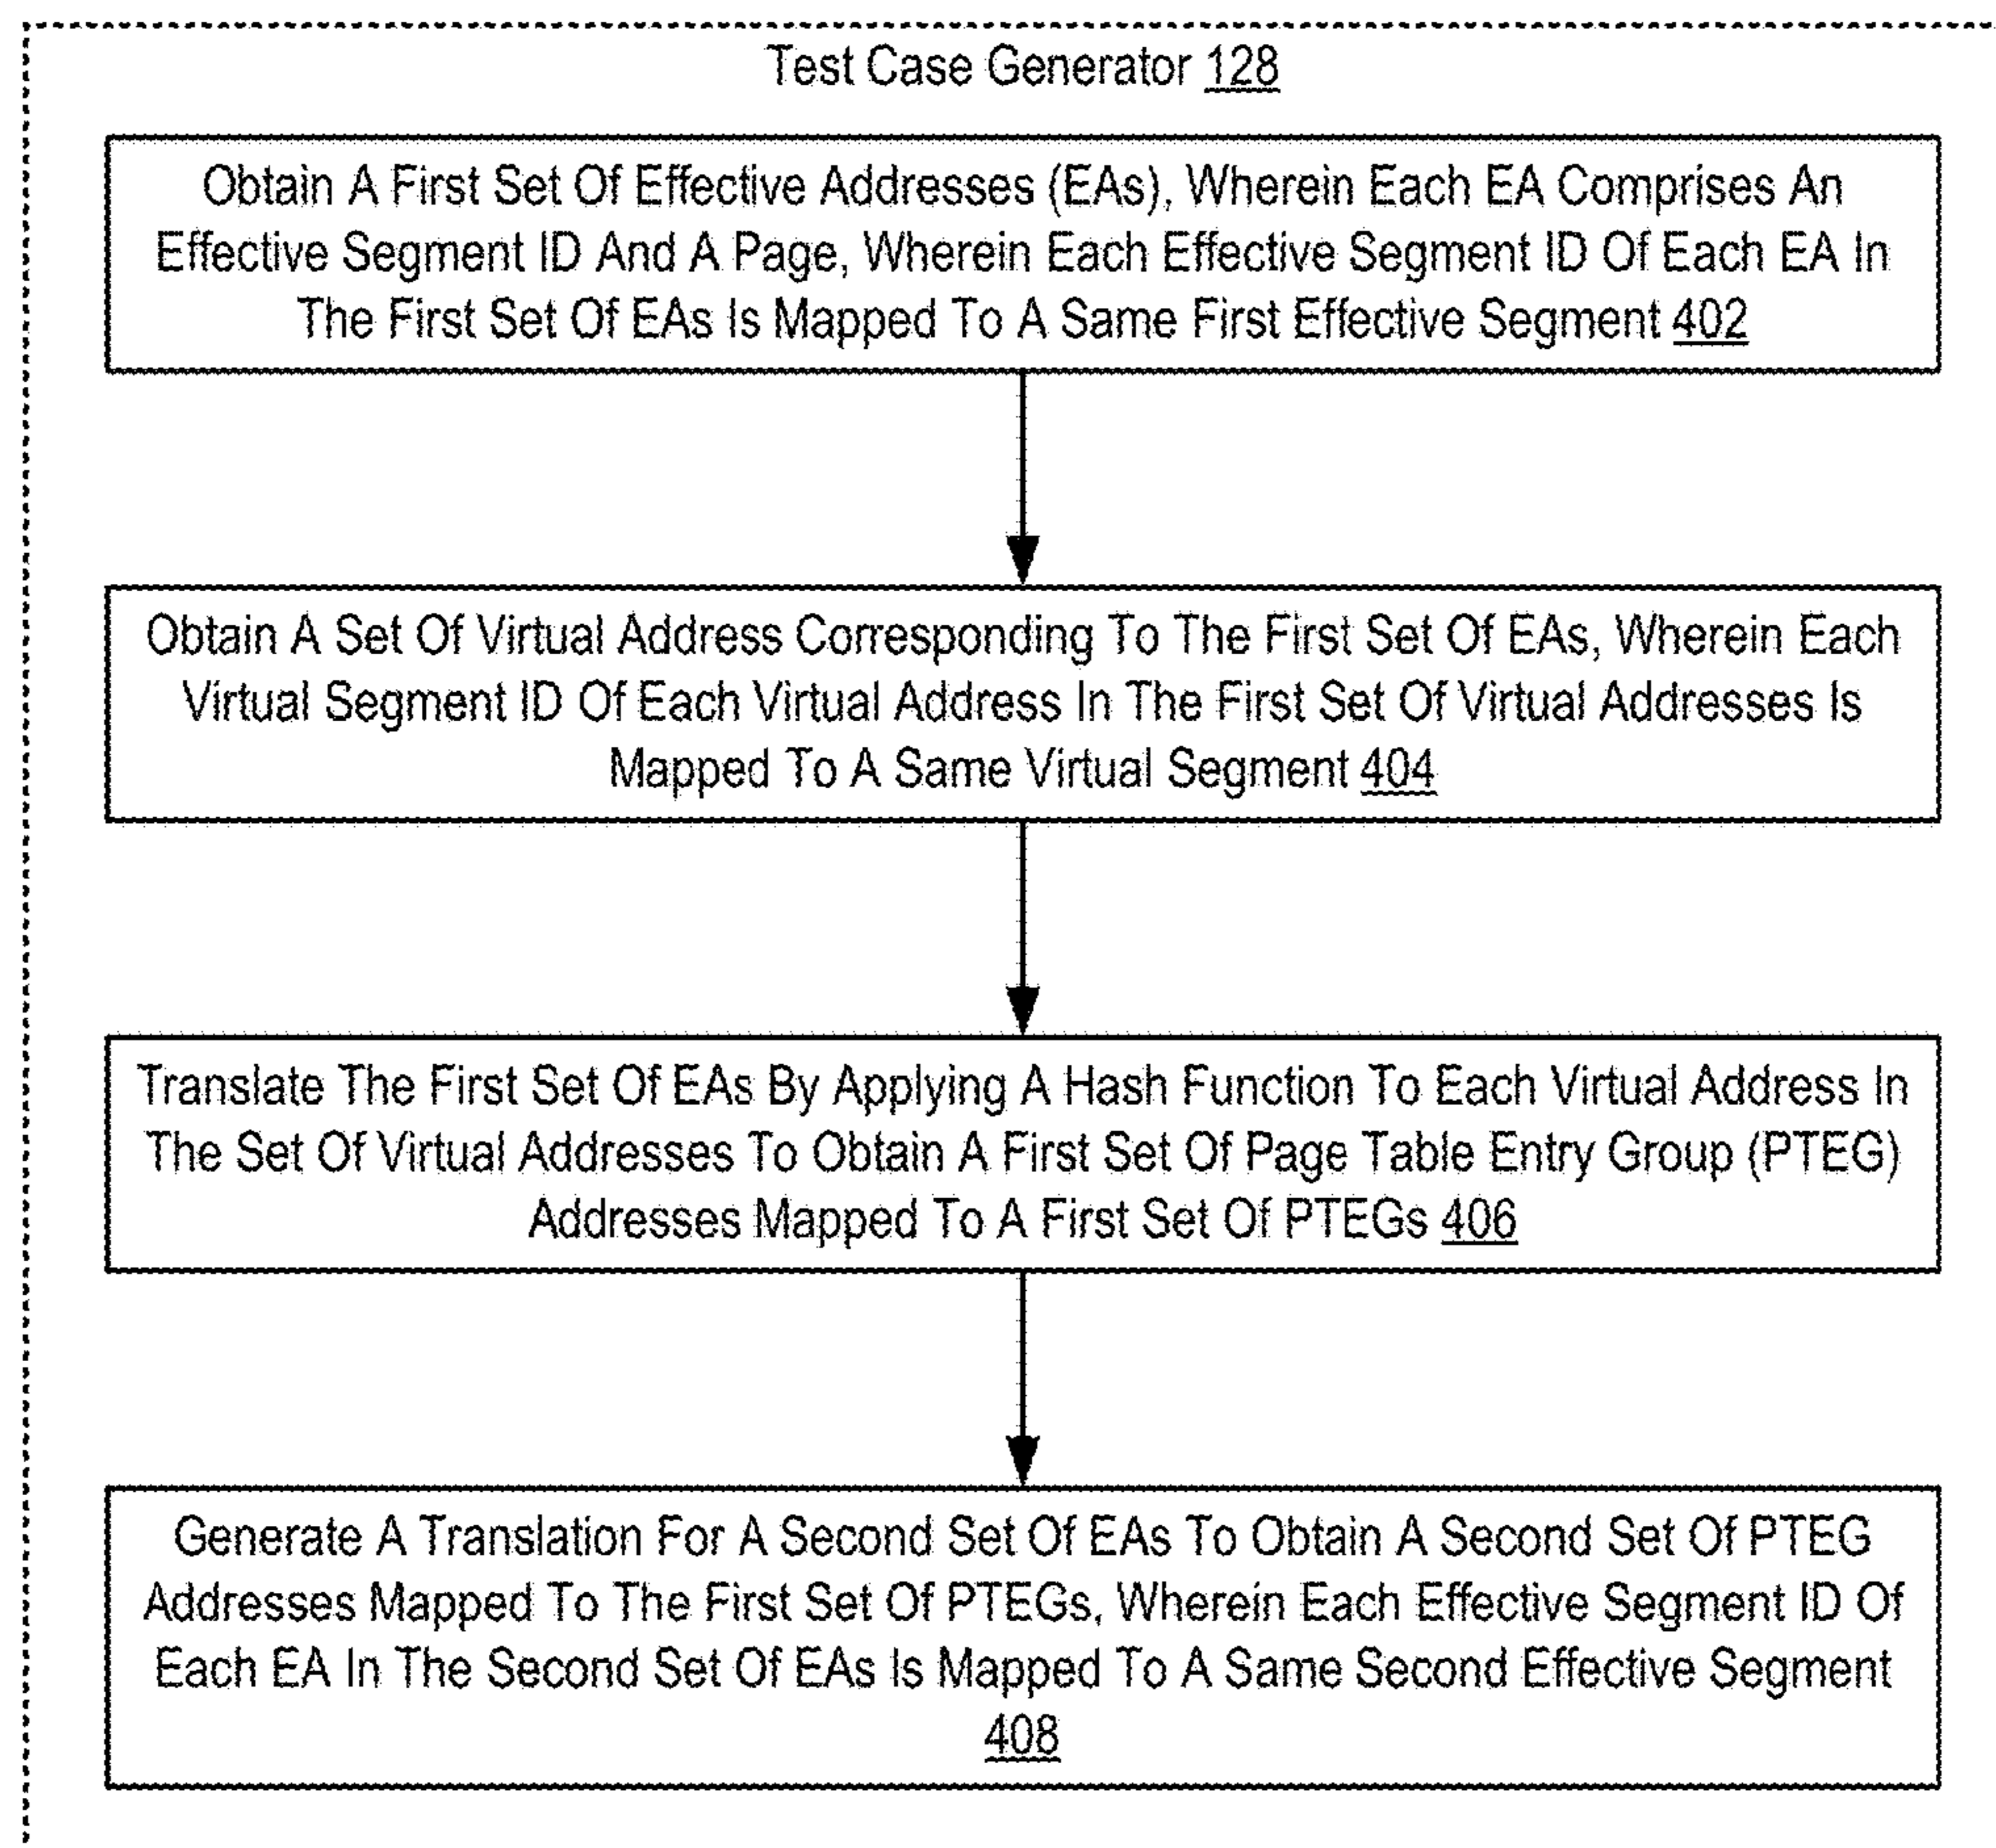 Test Case Generator 128
Obtain A First Set Of Effective Addresses (EAs), Wherein Each EA Comprises An
Effective Segment ID And A Page, Wherein Each Effective Segment ID Of Each EA In
The First Set Of EAs Is Mapped To A Same First Effective Segment 402
Obtain A Set Of Virtual Address Corresponding To The First Set Of EAs, Wherein Each
Virtual Segment ID Of Each Virtual Address In The First Set Of Virtual Addresses Is
Mapped To A Same Virtual Segment 404
Translate The First Set Of EAs By Applying A Hash Function To Each Virtual Address In
The Set Of Virtual Addresses To Obtain A First Set Of Page Table Entry Group (PTEG)
Addresses Mapped To A First Set Of PTEGs 406
Generate A Translation For A Second Set Of EAs To Obtain A Second Set Of PTEG
Addresses Mapped To The First Set Of PTEGs, Wherein Each Effective Segment ID Of
Each EA In The Second Set Of EAs Is Mapped To A Same Second Effective Segment
408